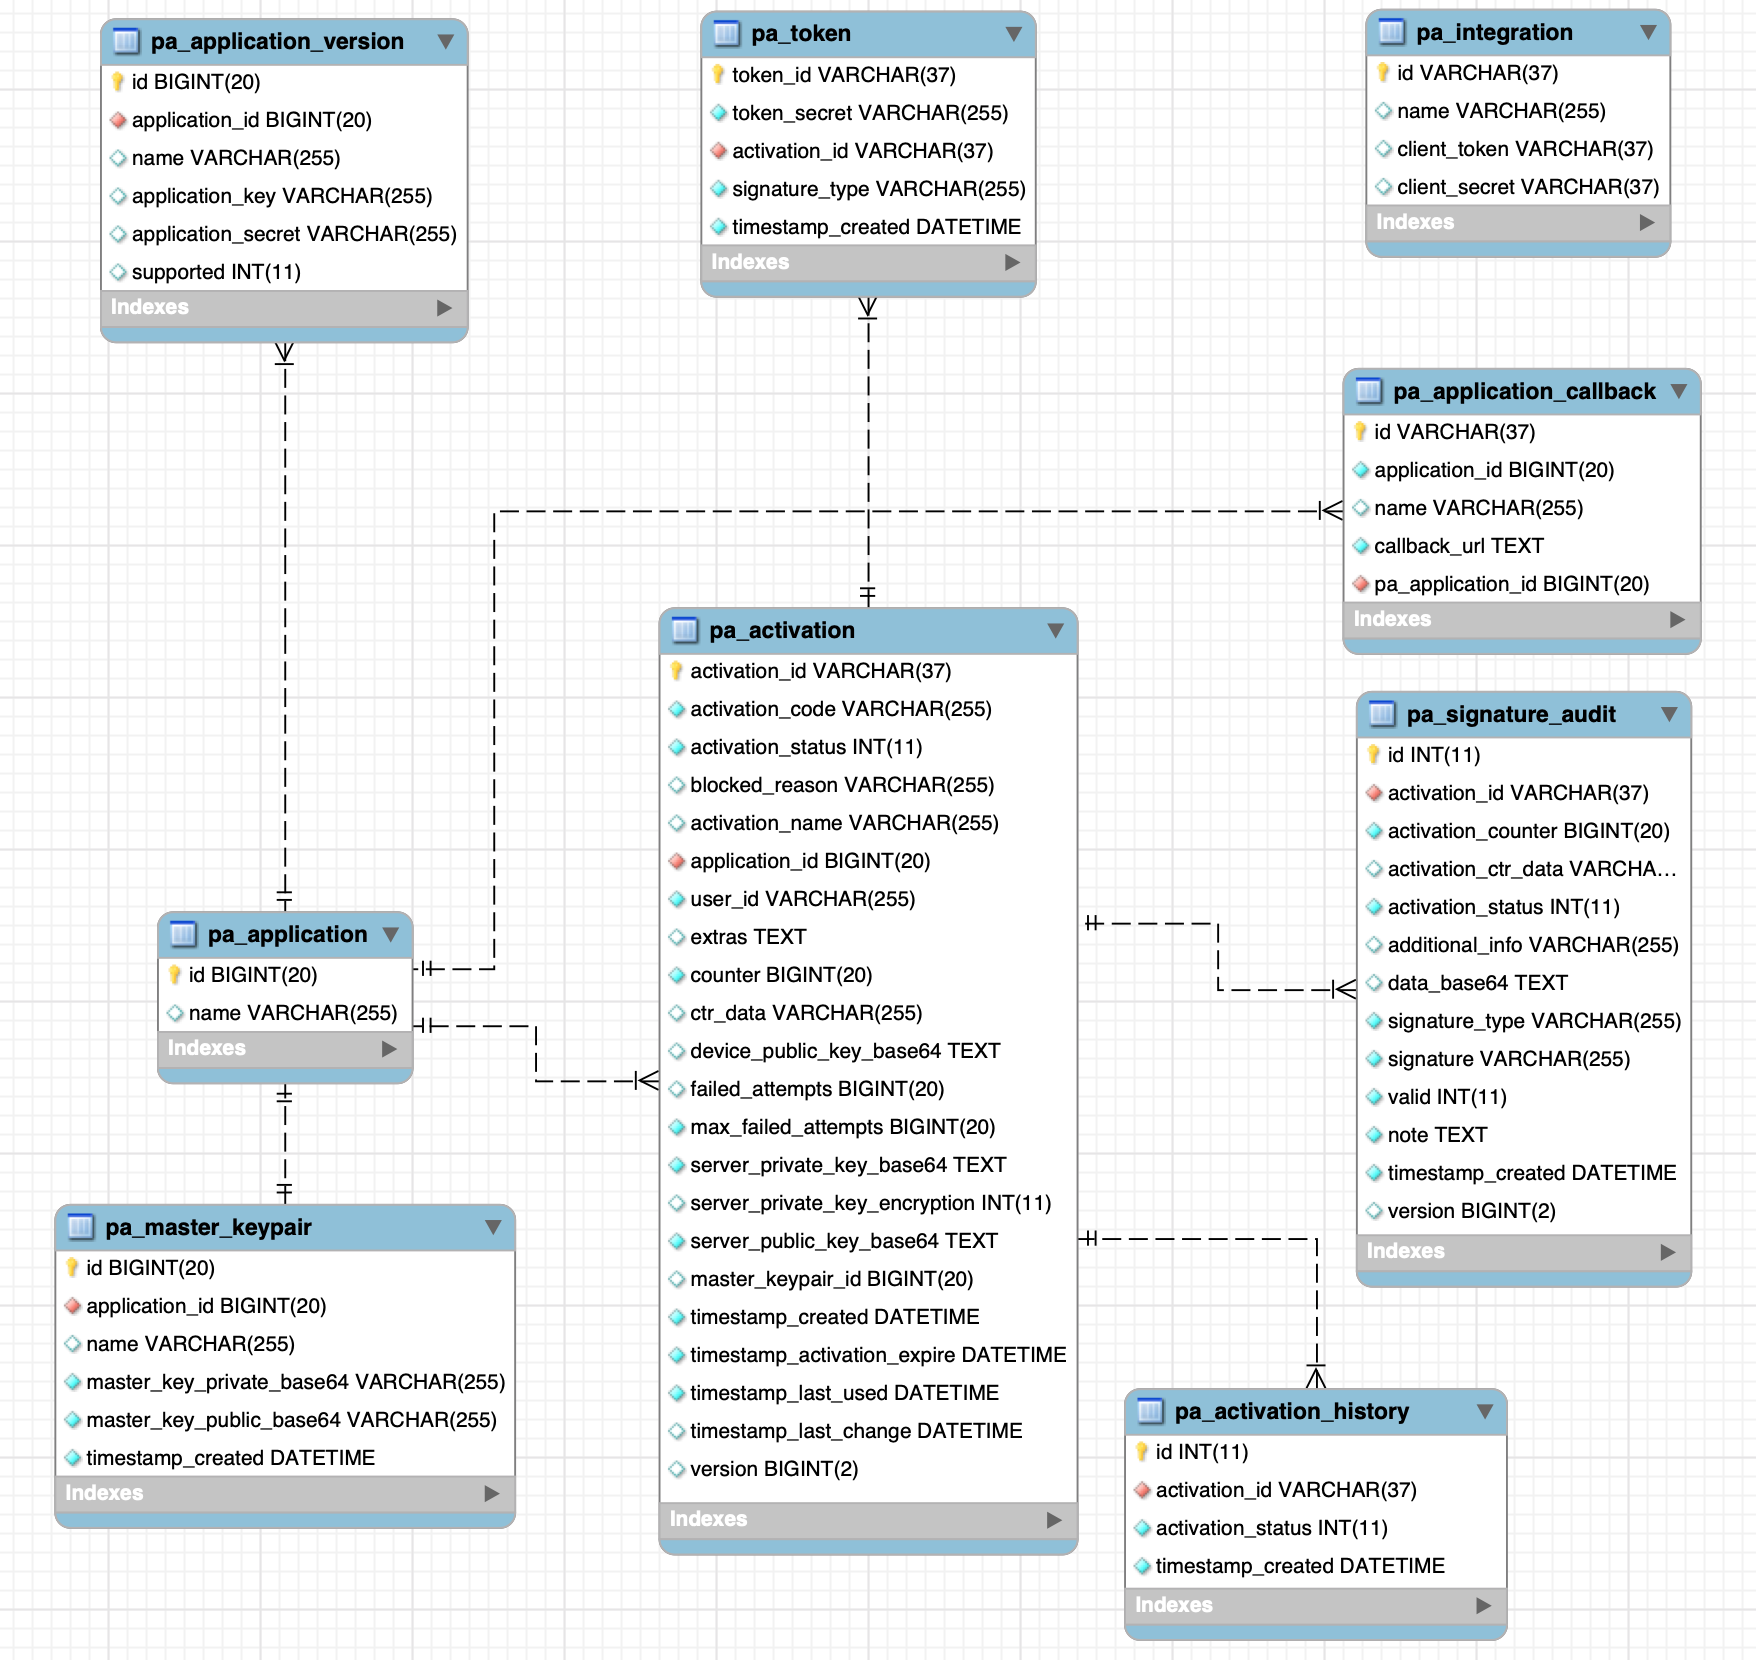 pa_application_version
id BIGINT(20)
application_id BIGINT(20)
name VARCHAR(255)
application_key VARCHAR(255)
application_secret VARCHAR(255)
supported INT(11)
Indexes
pa_token
token_id VARCHAR(37)
token_secret VARCHAR(255)
activation_id VARCHAR(37)
signature_type VARCHAR(255)
timestamp_created DATETIME
Indexes
pa_integration
id VARCHAR(37)
name VARCHAR(255)
client_token VARCHAR(37)
client_secret VARCHAR(37)
Indexes
pa_application_callback
id VARCHAR(37)
application_id BIGINT(20)
name VARCHAR(255)
callback_url TEXT
pa_application_id BIGINT(20)
Indexes
pa_activation
activation_id VARCHAR(37)
activation_code VARCHAR(255)
activation_status INT(11)
blocked_reason VARCHAR(255)
activation_name VARCHAR(255)
application_id BIGINT(20)
user_id VARCHAR(255)
extras TEXT
counter BIGINT(20)
ctr_data VARCHAR(255)
device_public_key_base64 TEXT
failed_attempts BIGINT(20)
max_failed_attempts BIGINT(20)
server_private_key_base64 TEXT
server_private_key_encryption INT(11)
server_public_key_base64 TEXT
master_keypair_id BIGINT(20)
timestamp_created DATETIME
timestamp_activation_expire DATETIME
timestamp_last_used DATETIME
timestamp_last_change DATETIME
version BIGINT(2)
Indexes
pa_signature_audit
id INT(11)
activation_id VARCHAR(37)
activation_counter BIGINT(20)
activation_ctr_data VARCHA...
activation_status INT(11)
additional_info VARCHAR(255)
data_base64 TEXT
signature_type VARCHAR(255)
signature VARCHAR(255)
valid INT(11)
note TEXT
timestamp_created DATETIME
version BIGINT(2)
Indexes
pa_application
id BIGINT(20)
name VARCHAR(255)
Indexes
pa_master_keypair
id BIGINT(20)
application_id BIGINT(20)
name VARCHAR(255)
master_key_private_base64 VARCHAR(255)
master_key_public_base64 VARCHAR(255)
timestamp_created DATETIME
Indexes
pa_activation_history
id INT(11)
activation_id VARCHAR(37)
activation_status INT(11)
timestamp_created DATETIME
Indexes